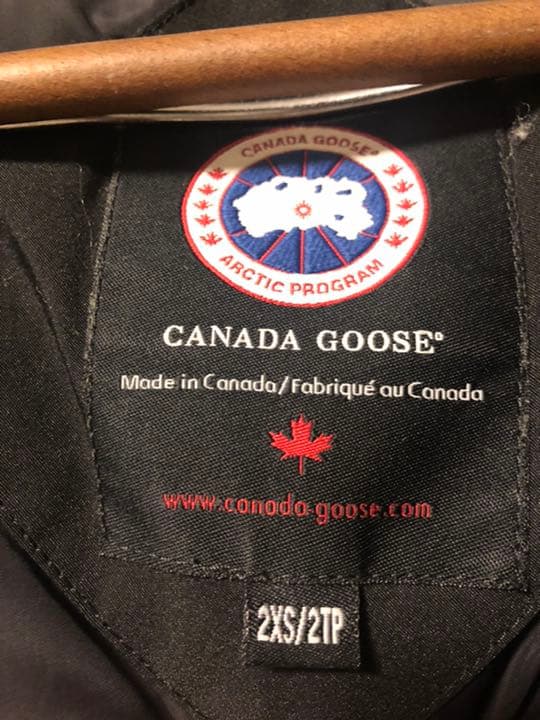 CANADA GOOSE
ARCTIC PROGRAM
CANADA GOOSE®
Made in Canada/Fabriqué au Canada
www.canada-goose.com
2XS/2TP